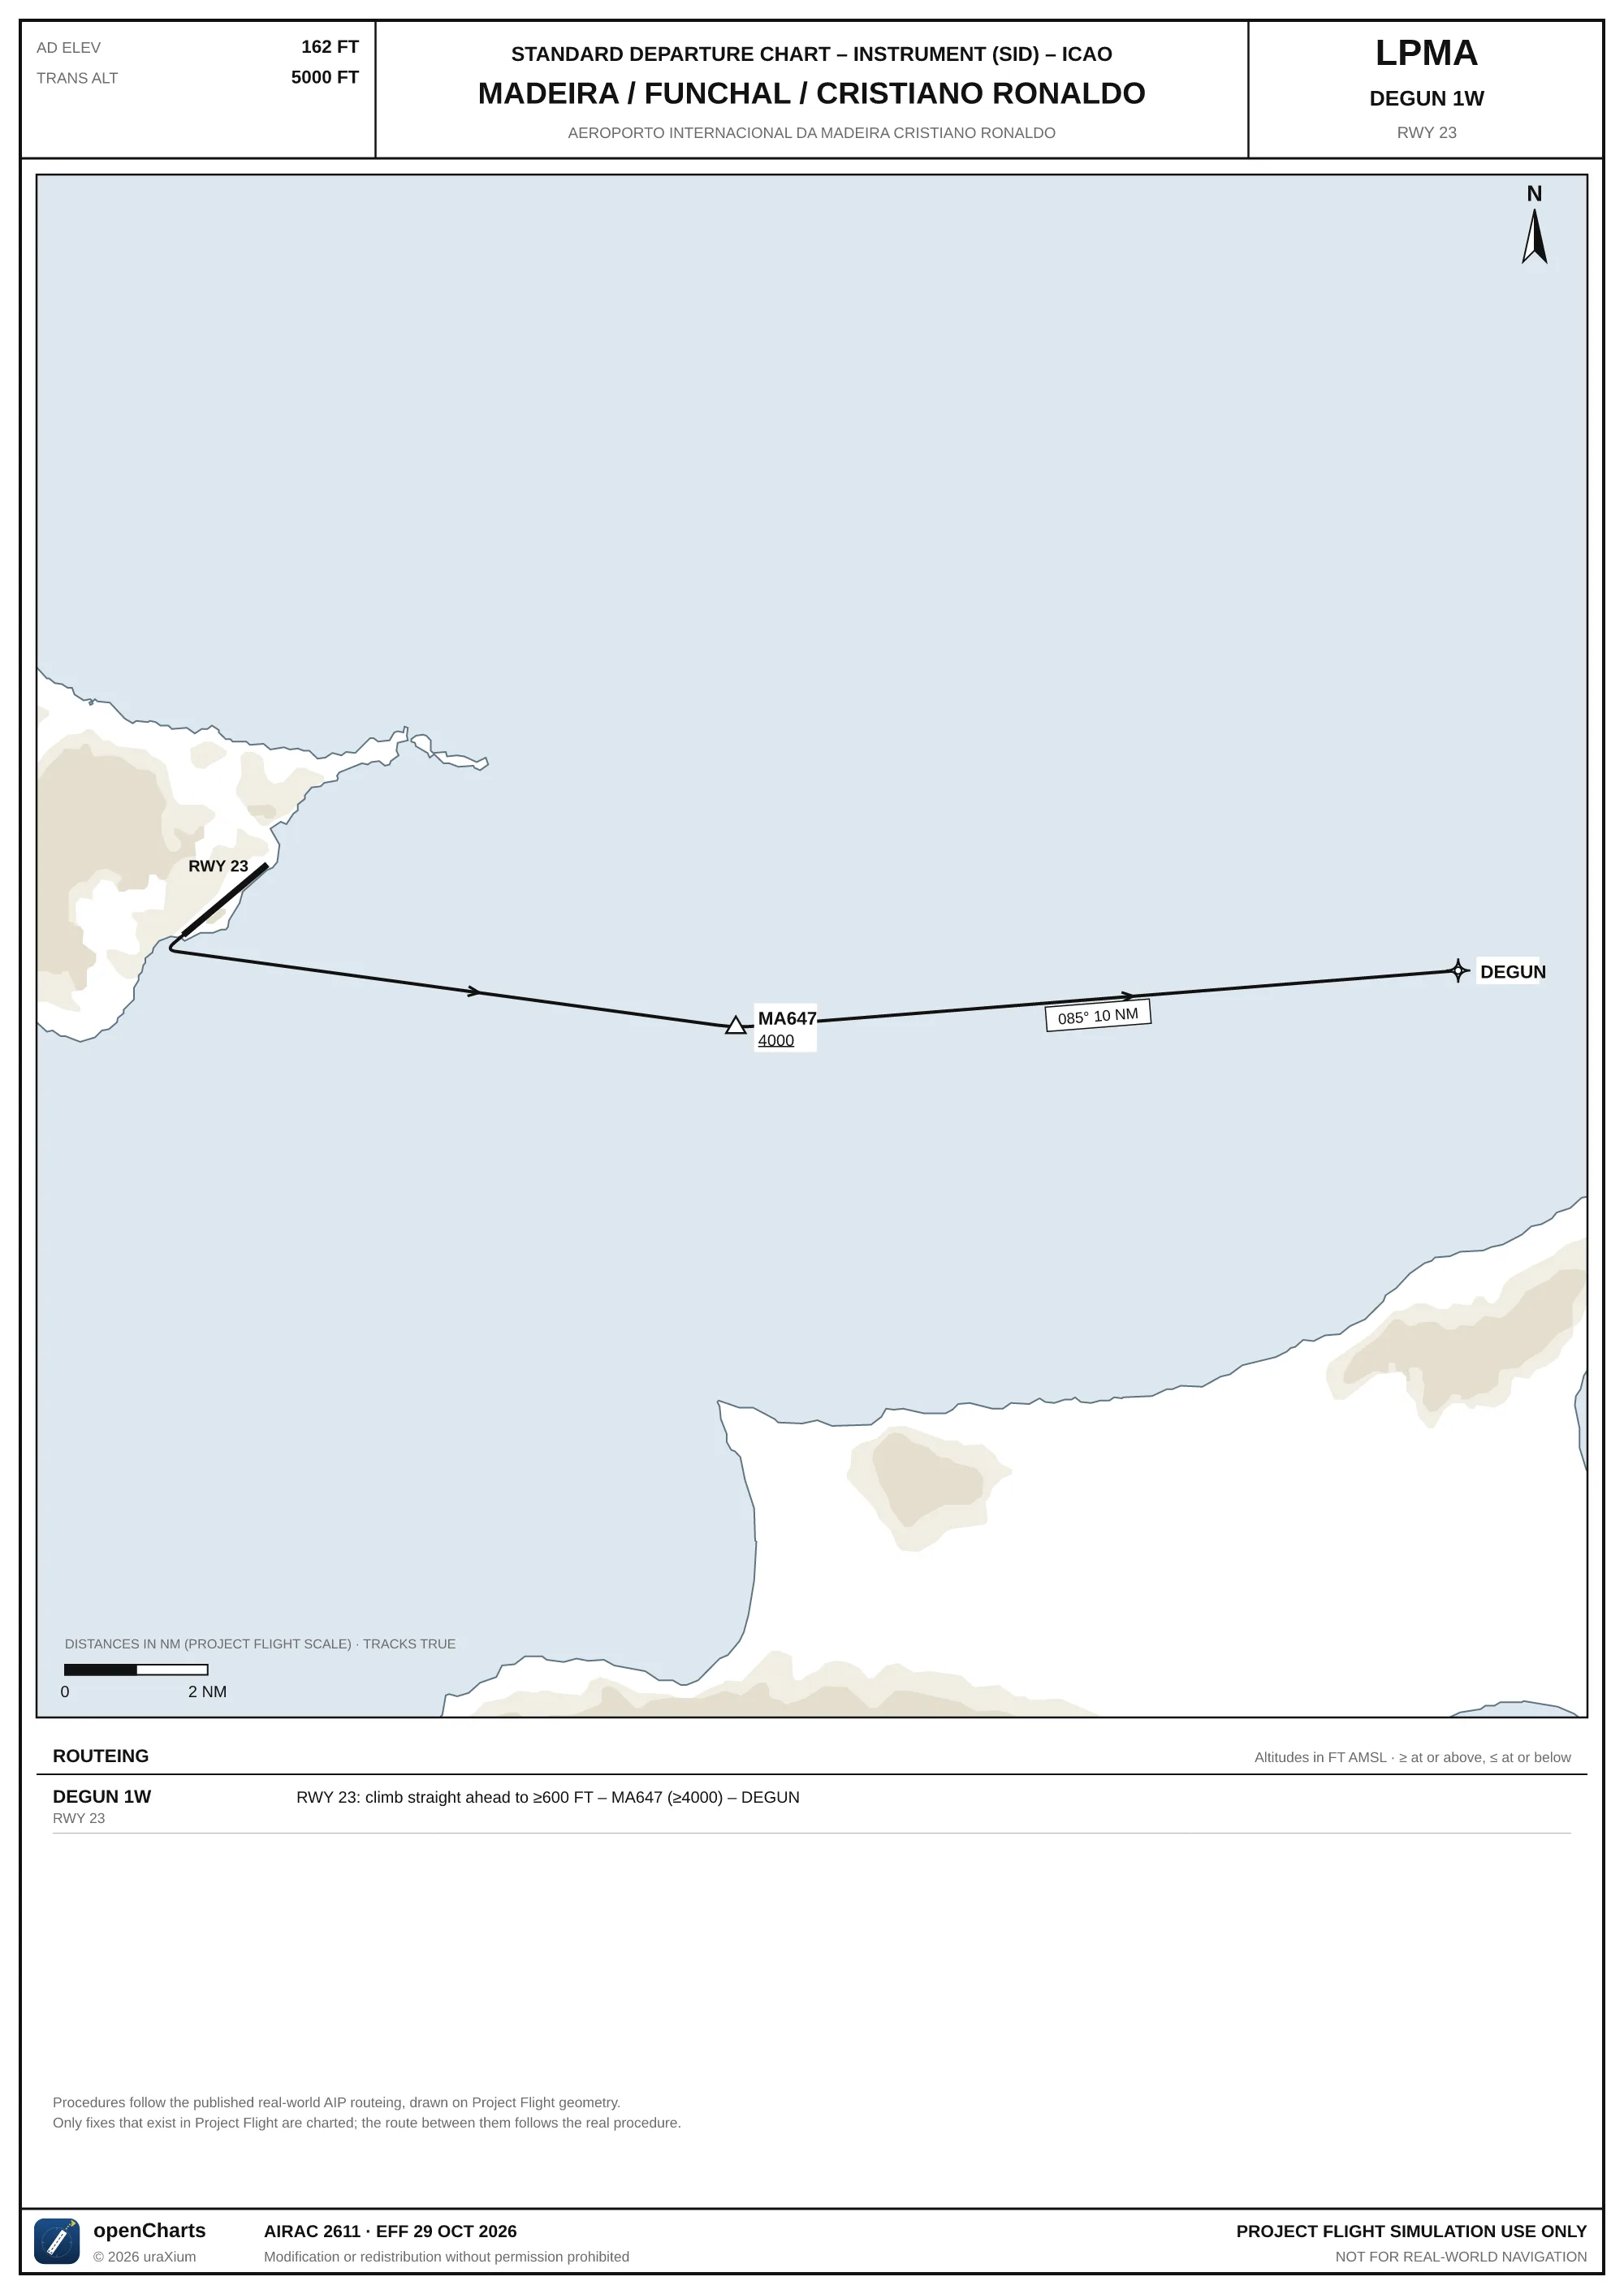 AD ELEV 162 FT
TRANS ALT 5000 FT
STANDARD DEPARTURE CHART – INSTRUMENT (SID) – ICAO
MADEIRA / FUNCHAL / CRISTIANO RONALDO
AEROPORTO INTERNACIONAL DA MADEIRA CRISTIANO RONALDO
LPMA
DEGUN 1W
RWY 23
N
RWY 23
DEGUN
MA647
4000
085° 10 NM
DISTANCES IN NM (PROJECT FLIGHT SCALE) · TRACKS TRUE
0 2 NM
ROUTEING
Altitudes in FT AMSL · ≥ at or above, ≤ at or below
DEGUN 1W
RWY 23: climb straight ahead to ≥600 FT – MA647 (≥4000) – DEGUN
RWY 23
Procedures follow the published real-world AIP routeing, drawn on Project Flight geometry.
Only fixes that exist in Project Flight are charted; the route between them follows the real procedure.
openCharts
© 2026 uraXium
AIRAC 2611 · EFF 29 OCT 2026
Modification or redistribution without permission prohibited
PROJECT FLIGHT SIMULATION USE ONLY
NOT FOR REAL-WORLD NAVIGATION